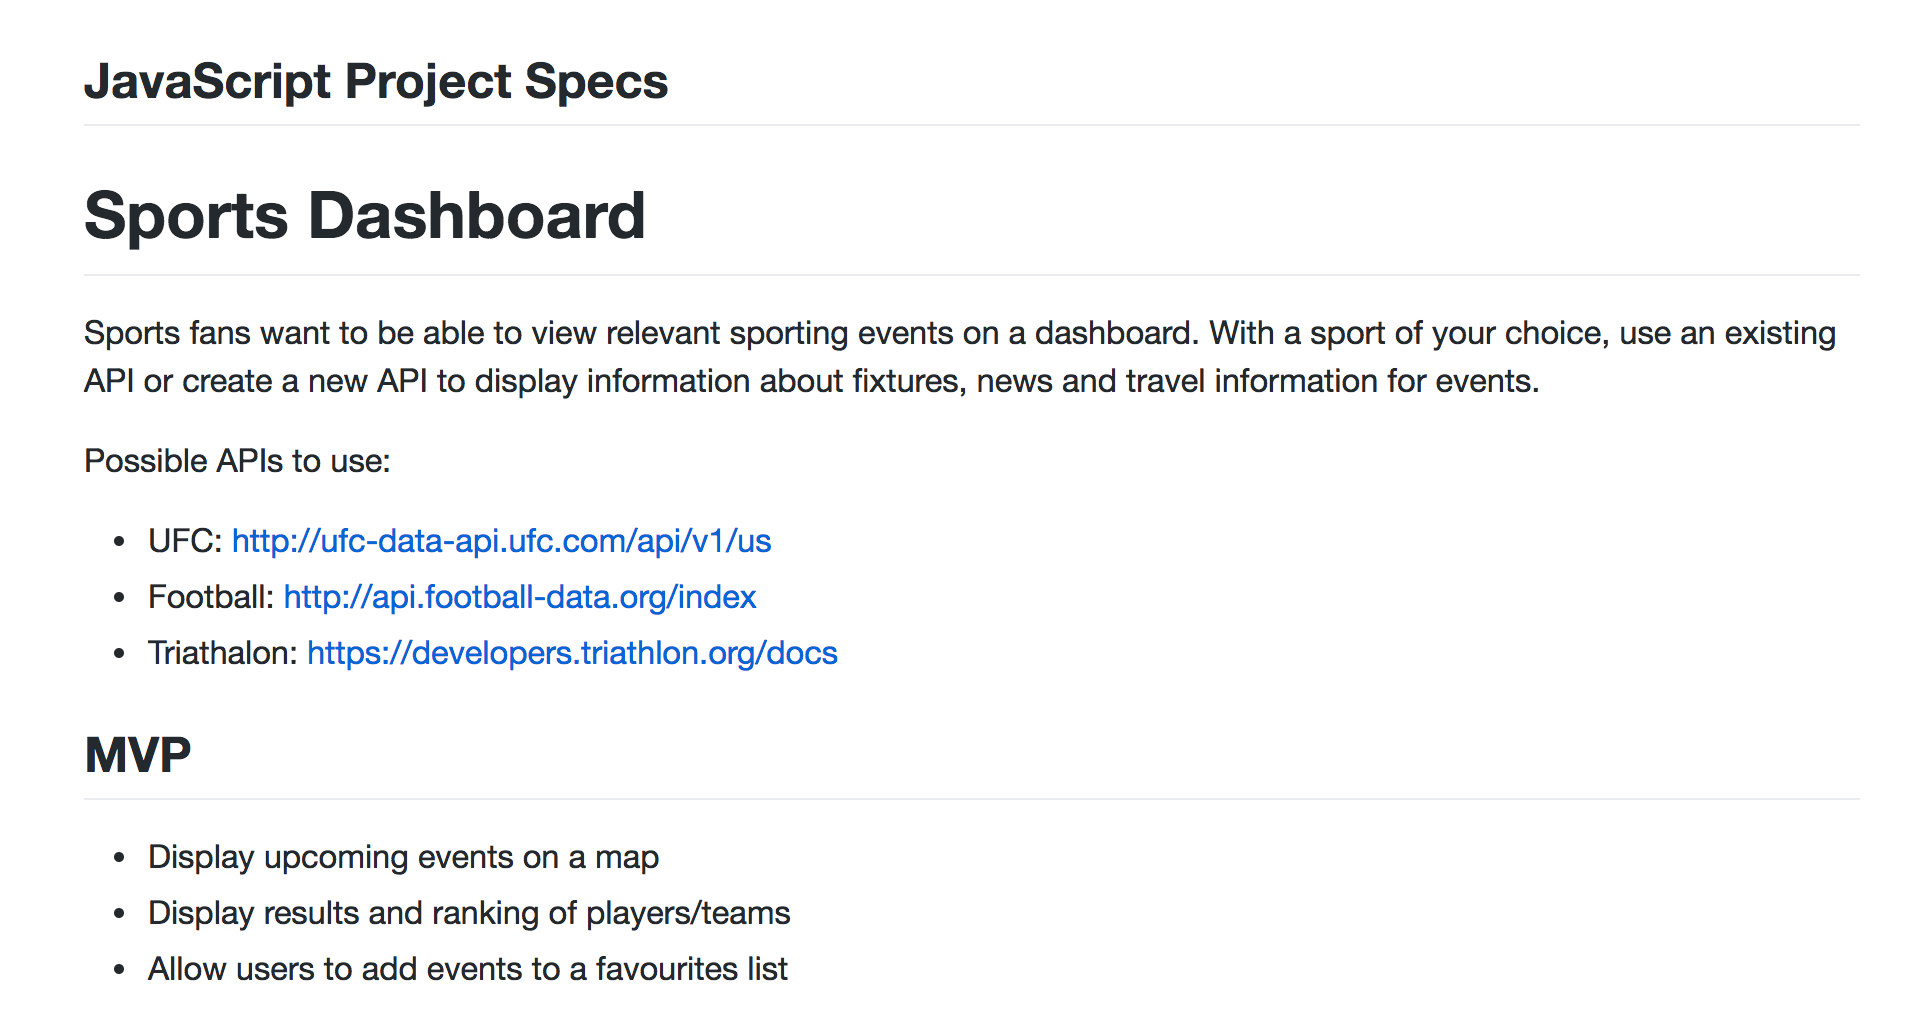 JavaScript Project Specs
Sports Dashboard
Sports fans want to be able to view relevant sporting events on a dashboard. With a sport of your choice, use an existing
API or create a new API to display information about fixtures, news and travel information for events.
Possible APIs to use:
• UFC: http://ufc-data-api.ufc.com/api/v1/us
• Football: http://api.football-data.org/index
• Triathalon: https://developers.triathlon.org/docs
MVP
• Display upcoming events on a map
• Display results and ranking of players/teams
• Allow users to add events to a favourites list